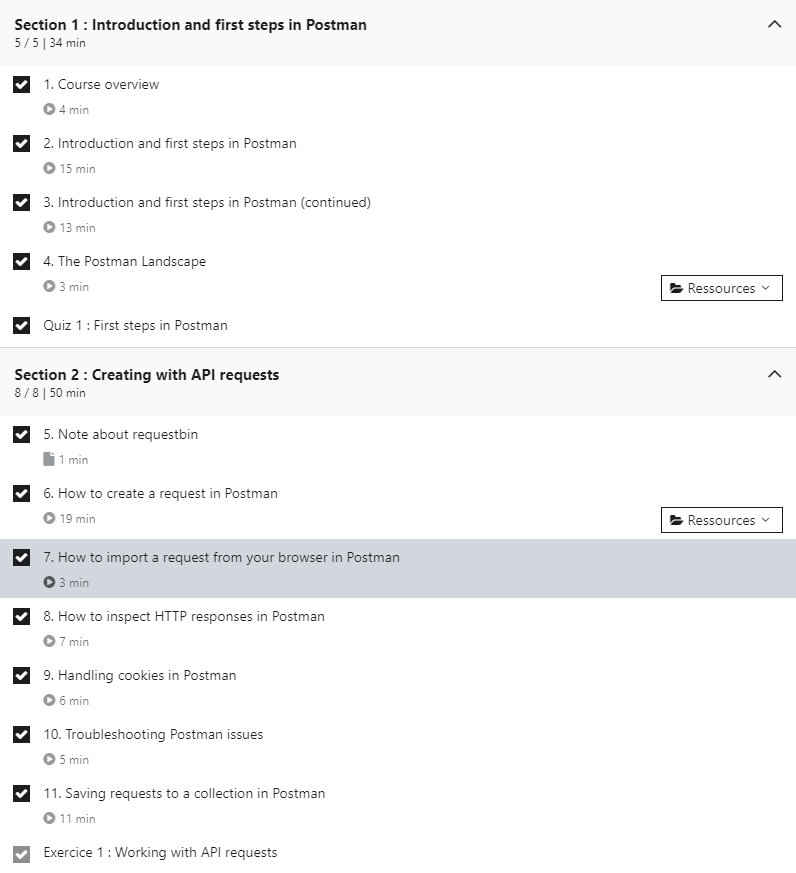 Section 1 : Introduction and first steps in Postman
5 / 5 | 34 min
1. Course overview
4 min
2. Introduction and first steps in Postman
15 min
3. Introduction and first steps in Postman (continued)
13 min
4. The Postman Landscape
3 min
Ressources
Quiz 1 : First steps in Postman
Section 2 : Creating with API requests
8 / 8 | 50 min
5. Note about requestbin
1 min
6. How to create a request in Postman
19 min
Ressources
7. How to import a request from your browser in Postman
3 min
8. How to inspect HTTP responses in Postman
7 min
9. Handling cookies in Postman
6 min
10. Troubleshooting Postman issues
5 min
11. Saving requests to a collection in Postman
11 min
Exercice 1 : Working with API requests